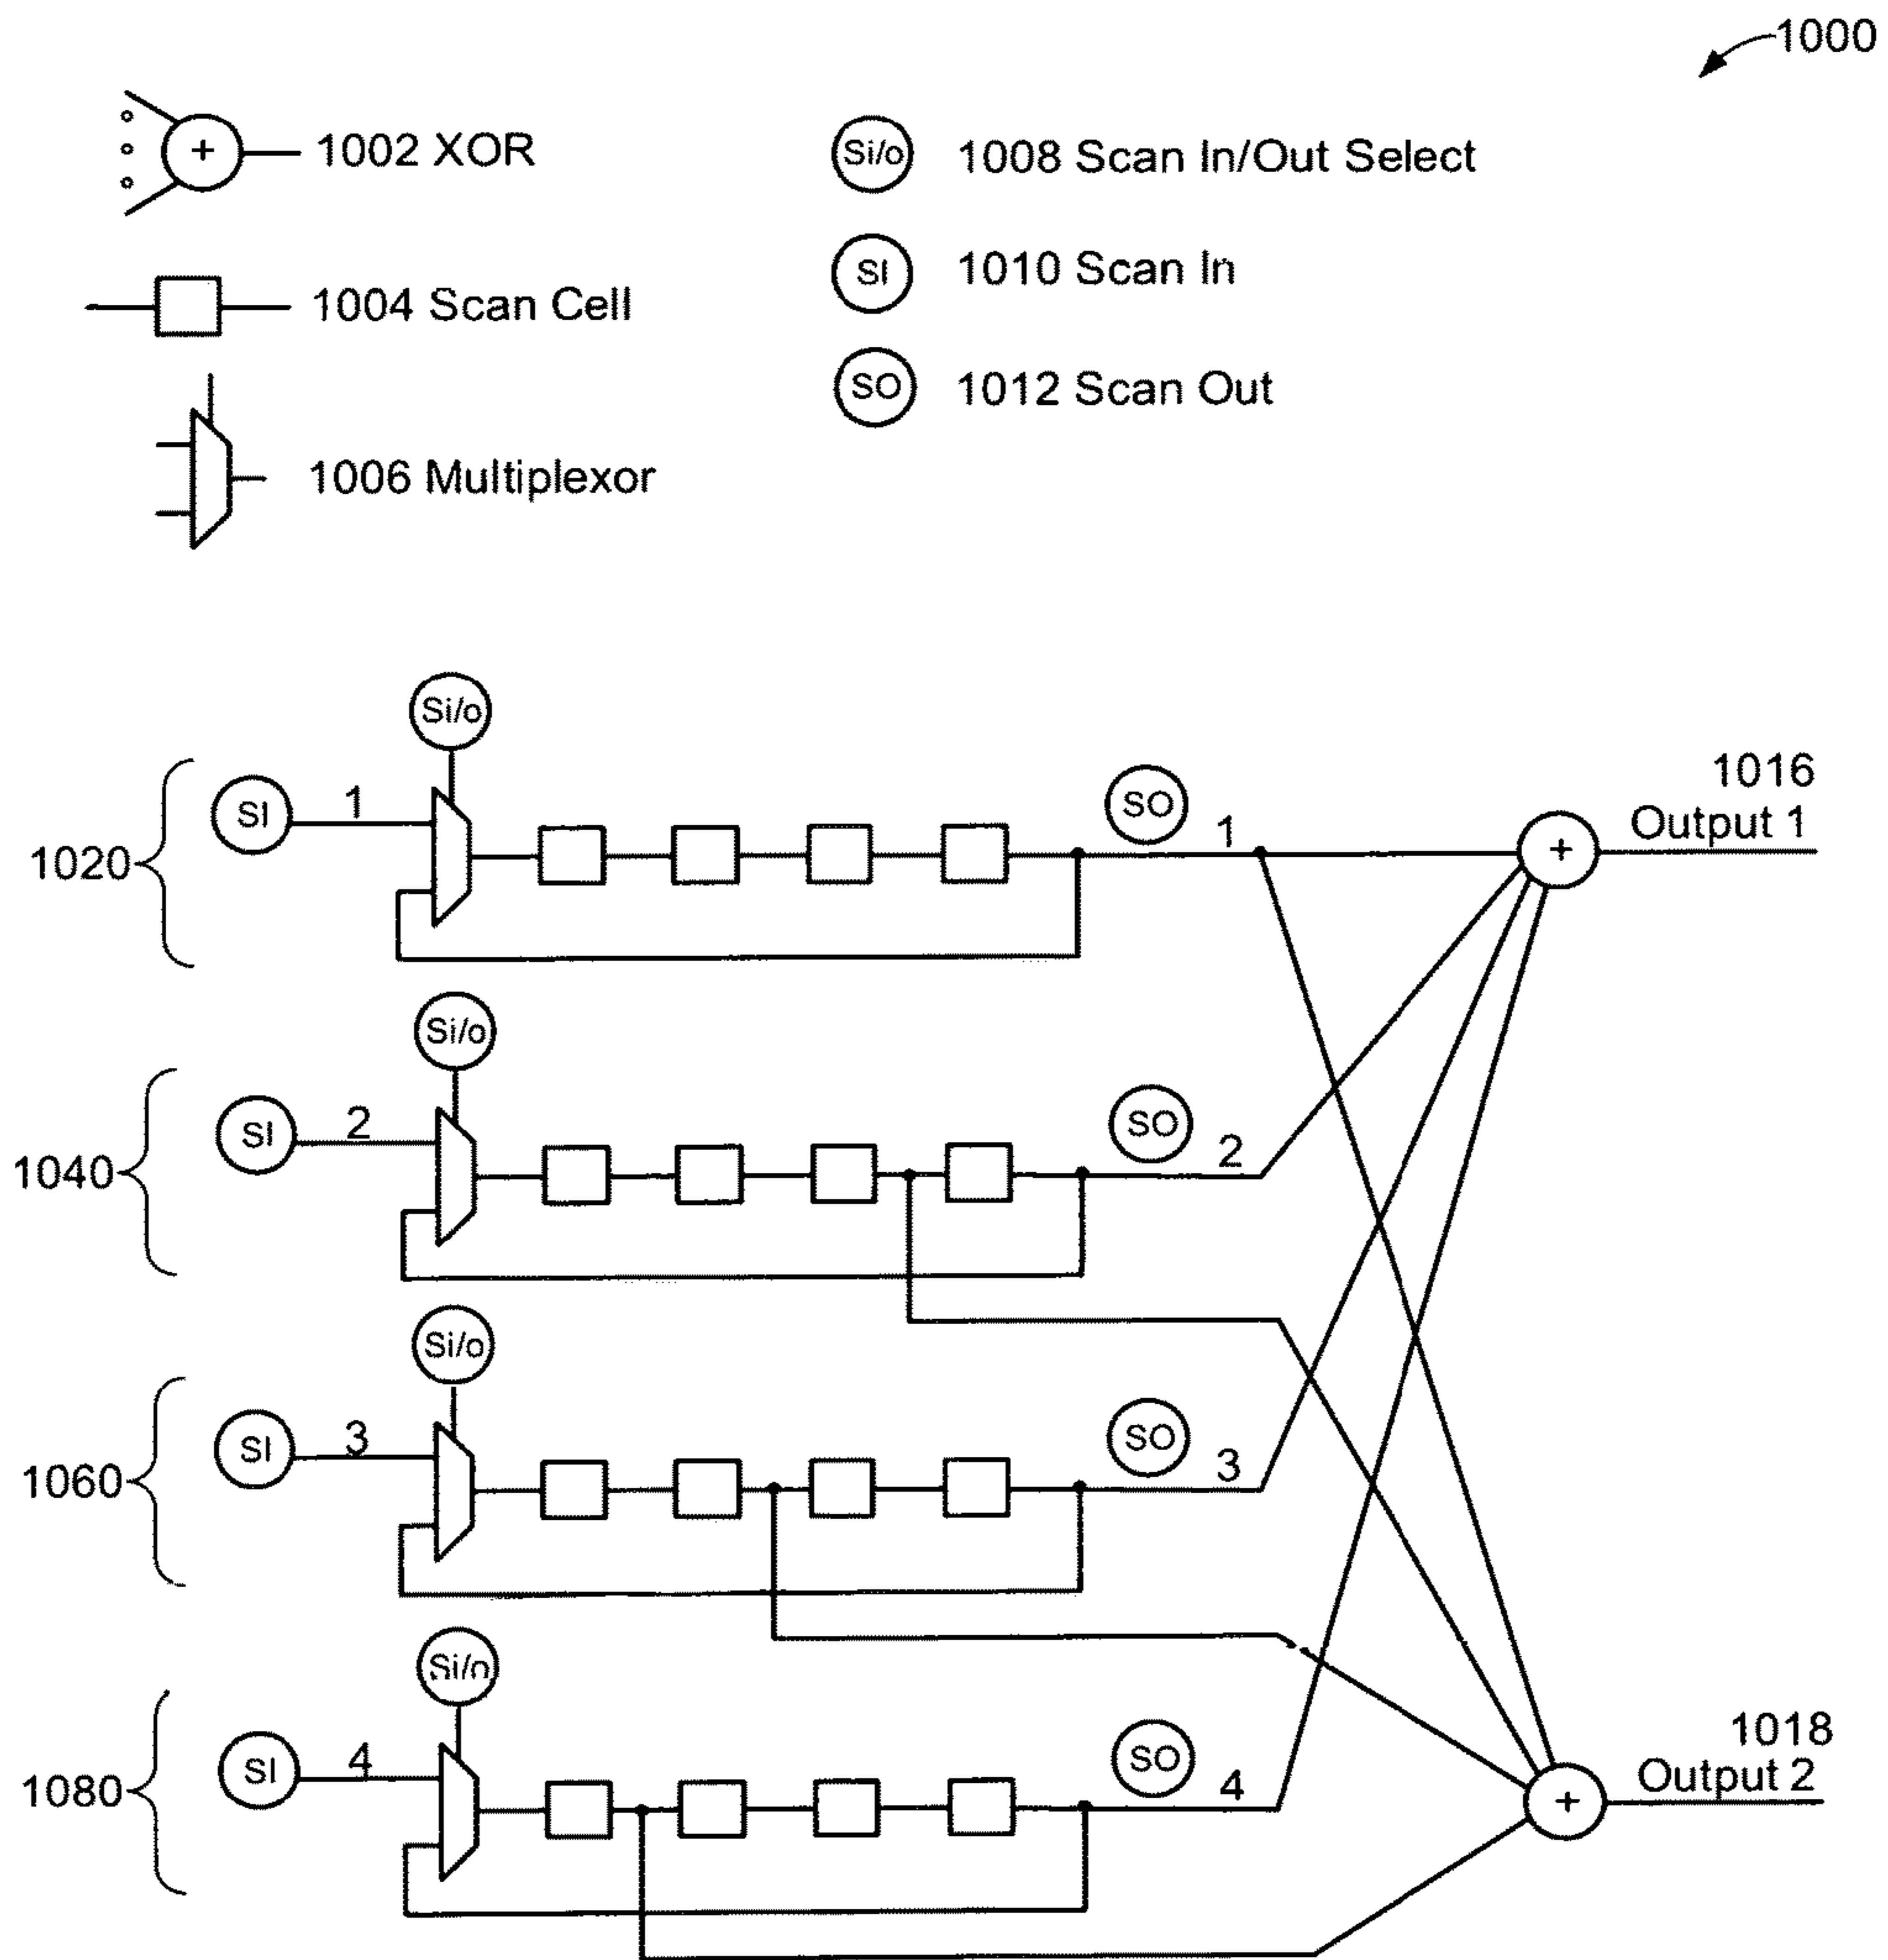 1000
+ 1002 XOR
Si/o 1008 Scan In/Out Select
1004 Scan Cell
SI 1010 Scan In
SO 1012 Scan Out
1006 Multiplexor
Si/o
1020
SI
1
SO
1
+
1016
Output 1
Si/o
1040
SI
2
SO
2
Si/o
1060
SI
3
SO
3
Si/o
1080
SI
4
SO
4
+
1018
Output 2